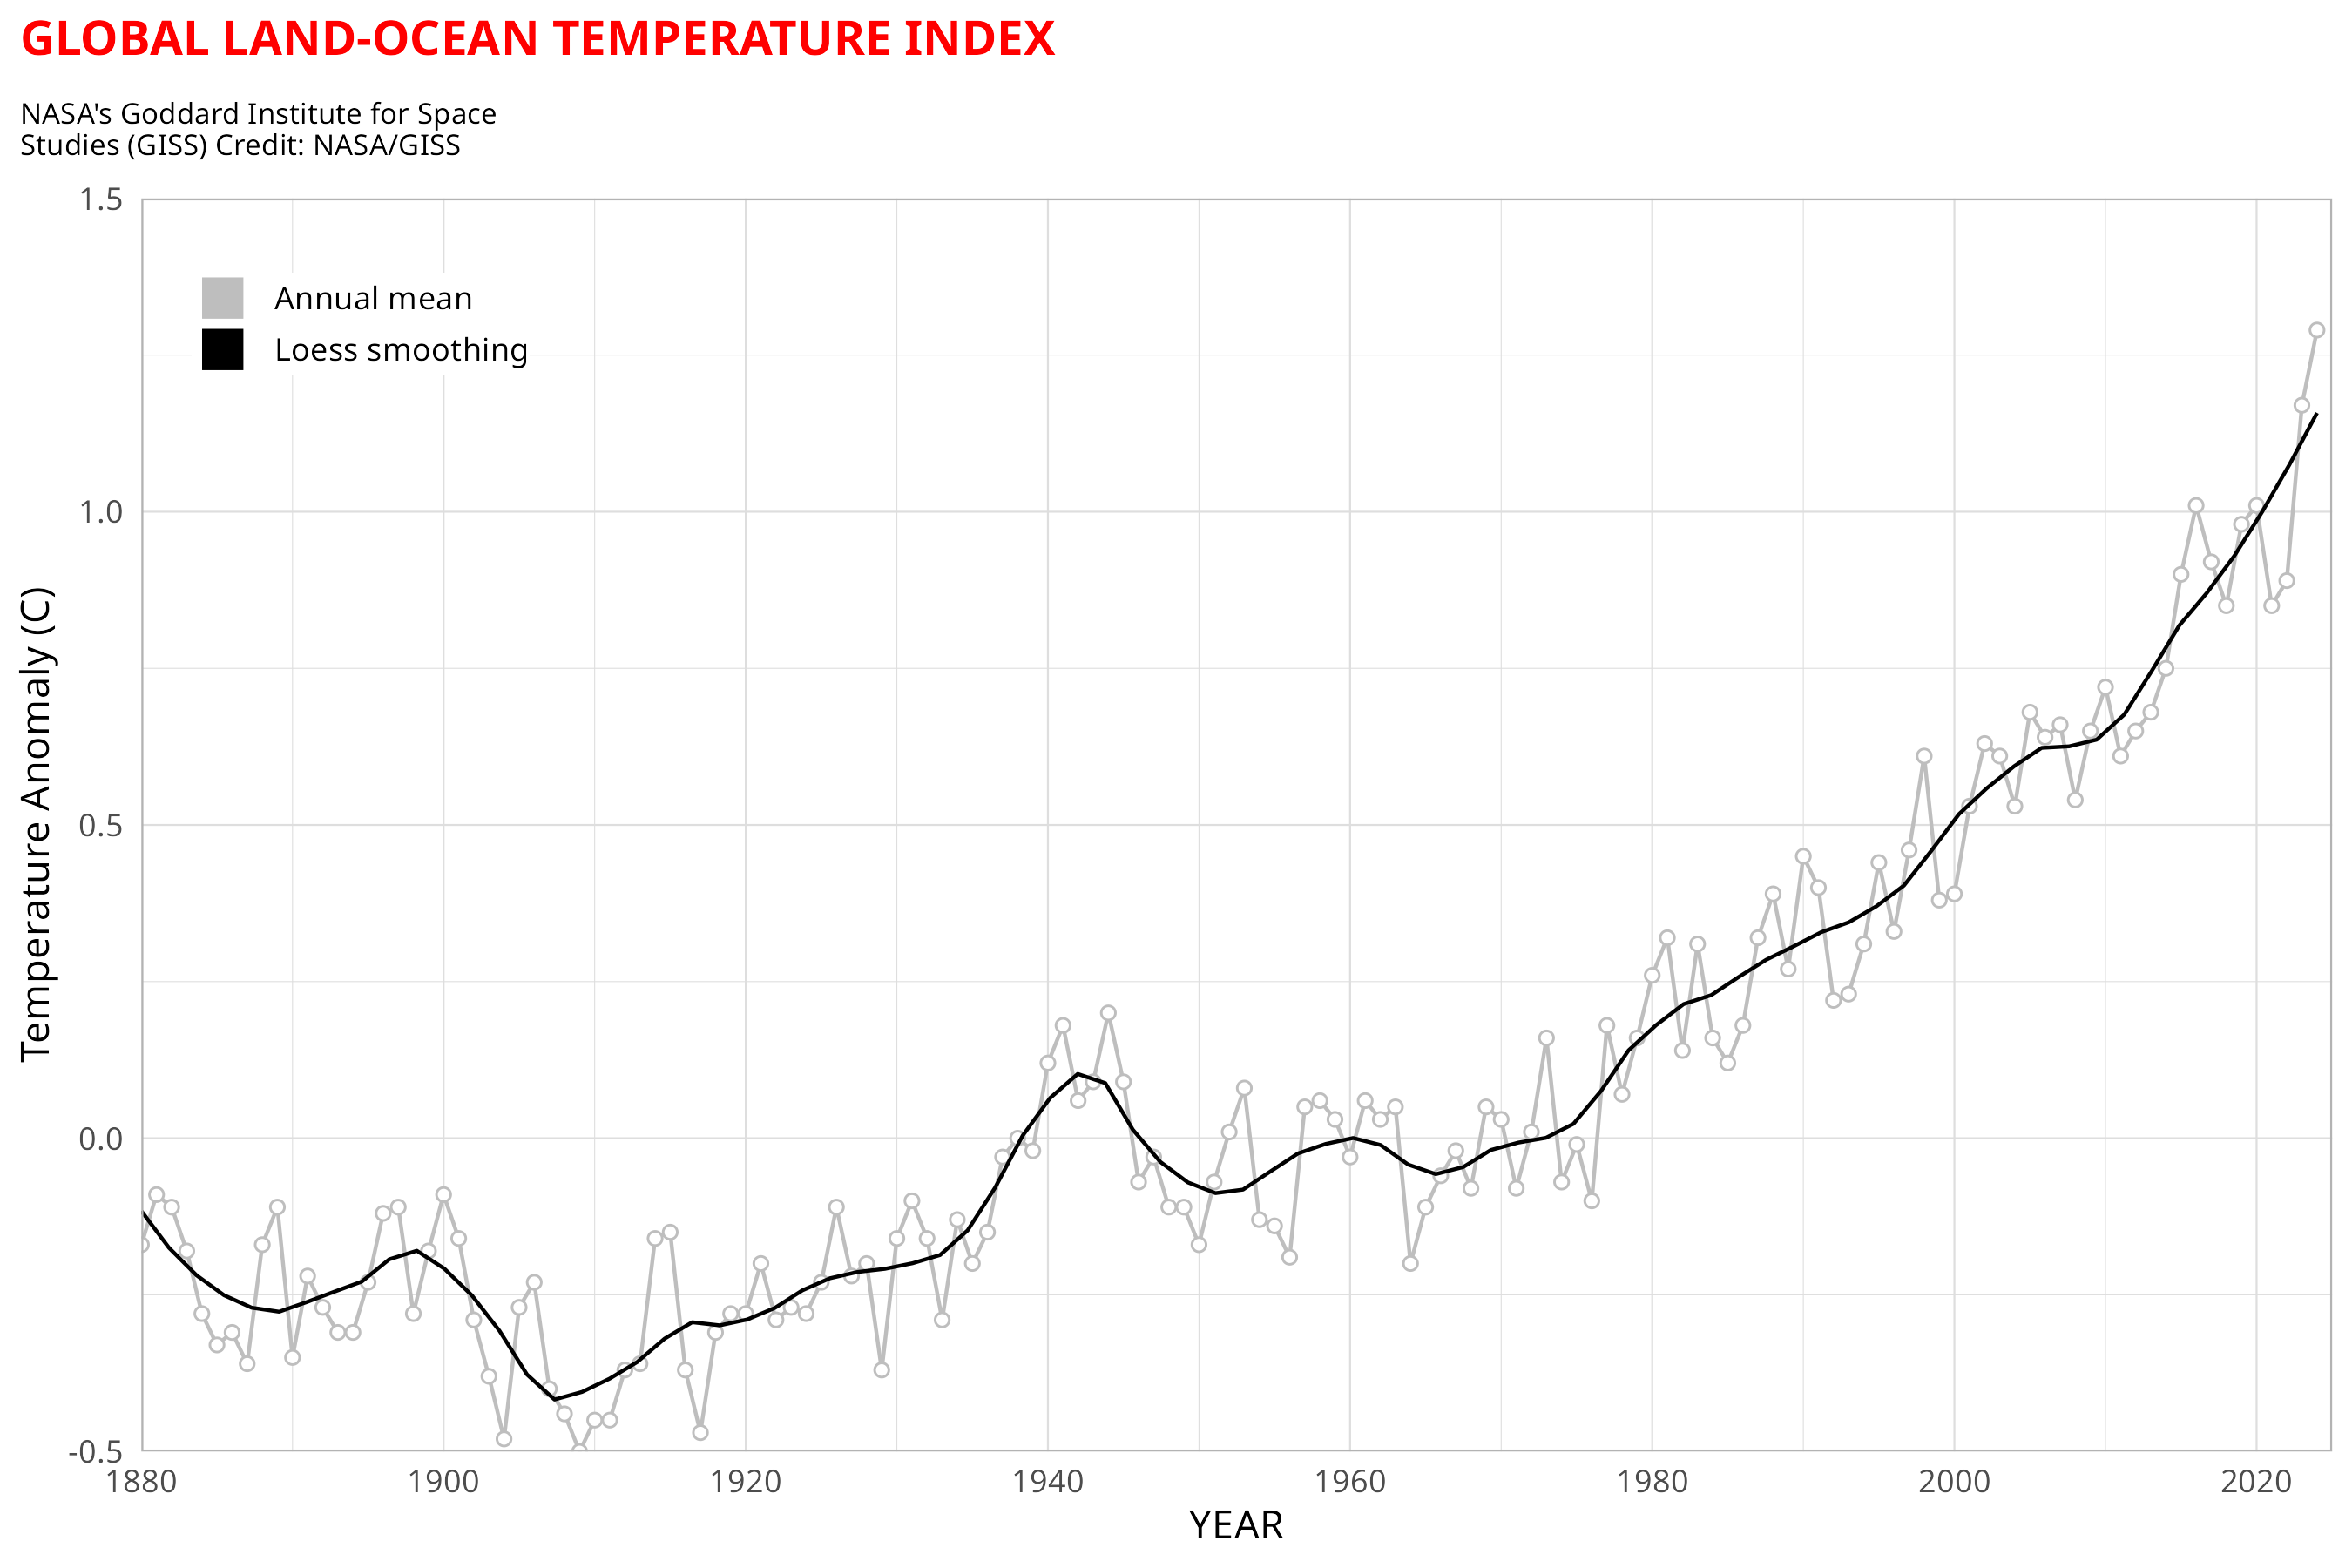 GLOBAL LAND-OCEAN TEMPERATURE INDEX
NASA's Goddard Institute for Space
Studies (GISS) Credit: NASA/GISS
1.5
Annual mean
Loess smoothing
1.0
Temperature Anomaly (C)
0.5
0.0
-0.5
1880 1900 1920 1940 1960 1980 2000 2020
YEAR